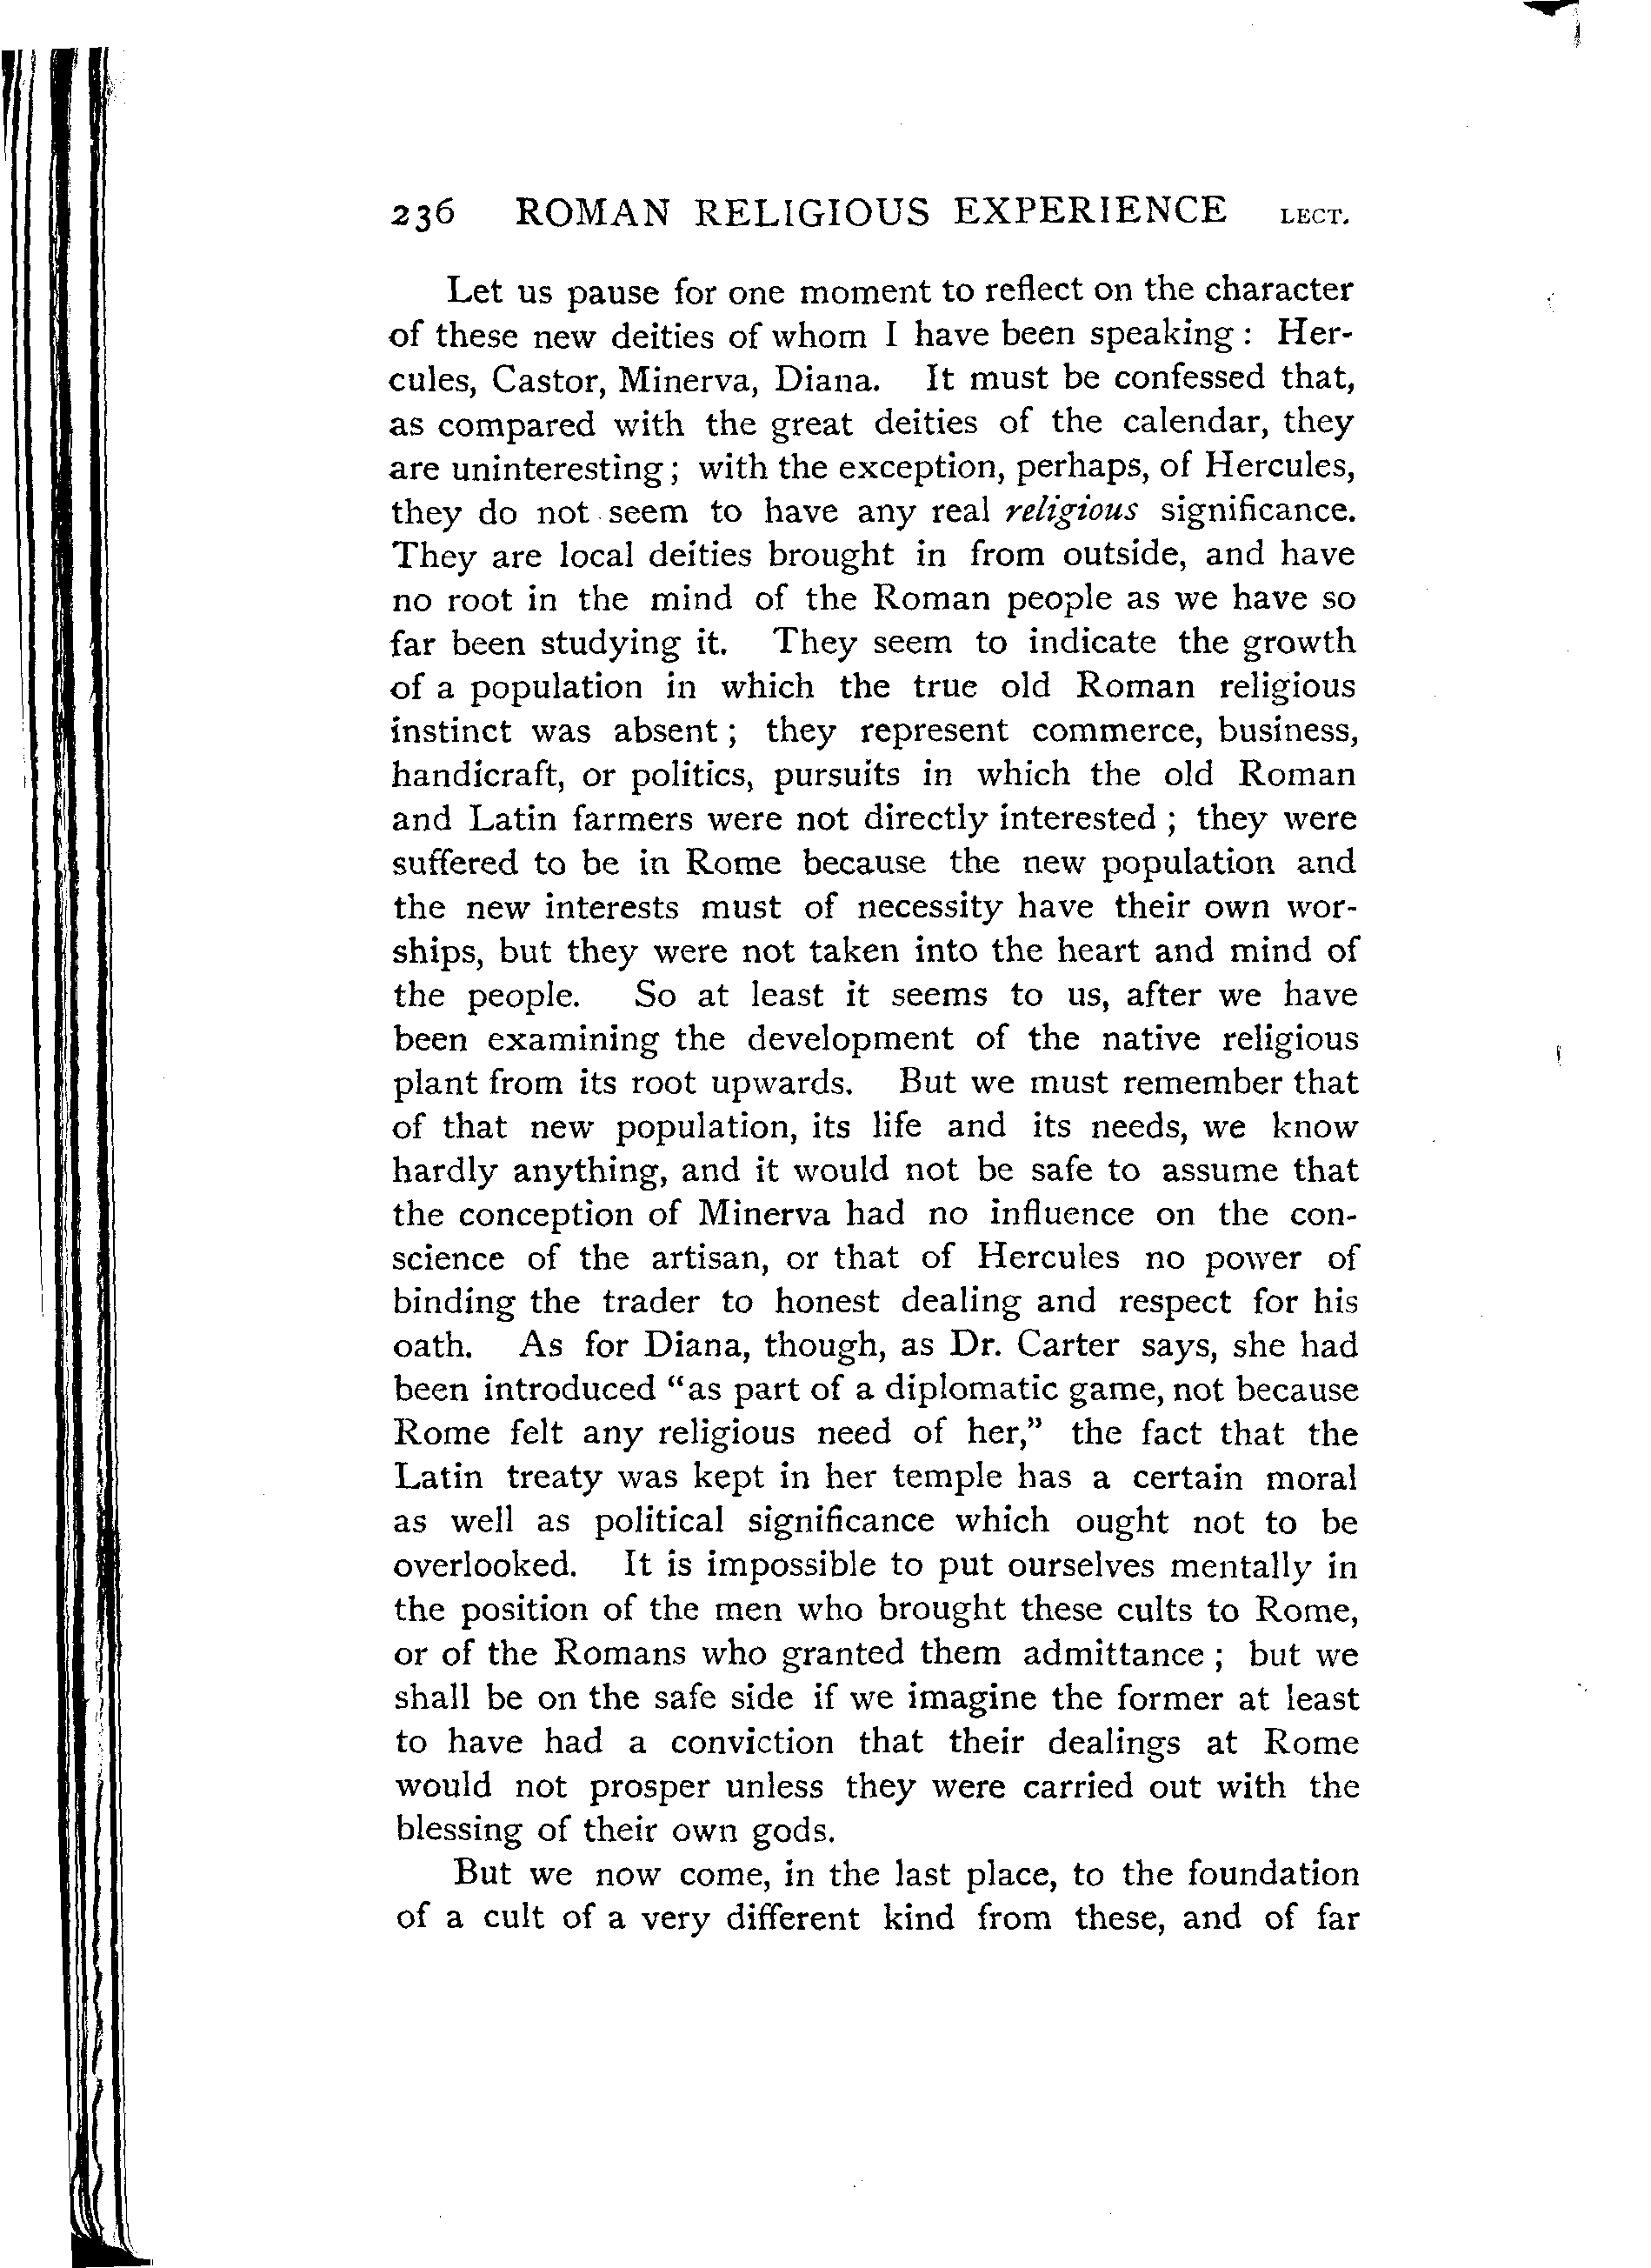 236 ROMAN RELIGIOUS EXPERIENCE LECT.
Let us pause for one moment to reflect on the character
of these new deities of whom I have been speaking : Her-
cules, Castor, Minerva, Diana. It must be confessed that,
as compared with the great deities of the calendar, they
are uninteresting ; with the exception, perhaps, of Hercules,
they do not seem to have any real religious significance.
They are local deities brought in from outside, and have
no root in the mind of the Roman people as we have so
far been studying it. They seem to indicate the growth
of a population in which the true old Roman religious
instinct was absent ; they represent commerce, business,
handicraft, or politics, pursuits in which the old Roman
and Latin farmers were not directly interested ; they were
suffered to be in Rome because the new population and
the new interests must of necessity have their own wor-
ships, but they were not taken into the heart and mind of
the people. So at least it seems to us, after we have
been examining the development of the native religious
plant from its root upwards. But we must remember that
of that new population, its life and its needs, we know
hardly anything, and it would not be safe to assume that
the conception of Minerva had no influence on the con-
science of the artisan, or that of Hercules no power of
binding the trader to honest dealing and respect for his
oath. As for Diana, though, as Dr. Carter says, she had
been introduced "as part of a diplomatic game, not because
Rome felt any religious need of her," the fact that the
Latin treaty was kept in her temple has a certain moral
as well as political significance which ought not to be
overlooked. It is impossible to put ourselves mentally in
the position of the men who brought these cults to Rome,
or of the Romans who granted them admittance ; but we
shall be on the safe side if we imagine the former at least
to have had a conviction that their dealings at Rome
would not prosper unless they were carried out with the
blessing of their own gods.
But we now come, in the last place, to the foundation
of a cult of a very different kind from these, and of far